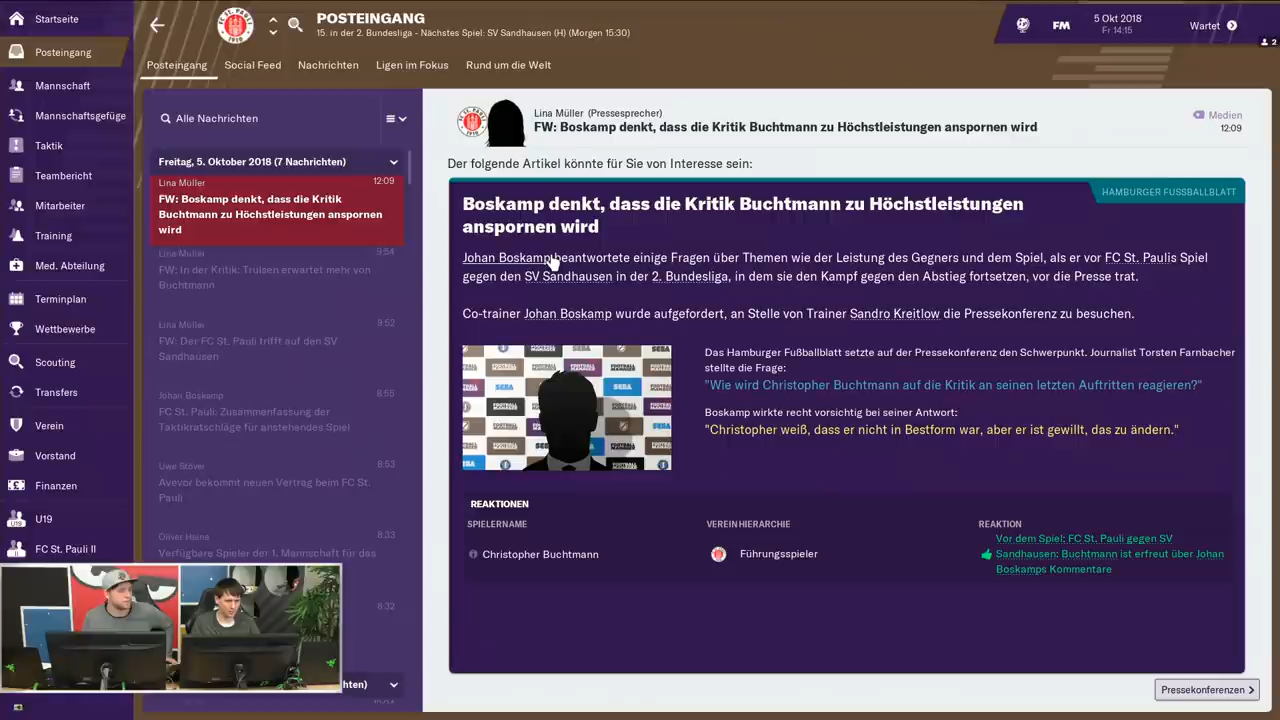 Startseite
Posteingang
Mannschaft
Mannschaftsgefüge
Taktik
Teambericht
Mitarbeiter
Training
Med. Abteilung
Terminplan
Wettbewerbe
Scouting
Transfers
Verein
Vorstand
Finanzen
U19
FC St. Pauli II
POSTEINGANG
15. in der 2. Bundesliga - Nächstes Spiel: SV Sandhausen (H) (Morgen 15:30)
FM
5 Okt 2018
Fr 14:15
Wartet
2
Posteingang
Social Feed
Nachrichten
Ligen im Fokus
Rund um die Welt
Alle Nachrichten
Freitag, 5. Oktober 2018 (7 Nachrichten)
Lina Müller 12:09
FW: Boskamp denkt, dass die Kritik
Buchtmann zu Höchstleistungen anspornen
wird
Lina Müller 9:54
FW: In der Kritik: Trulsen erwartet mehr von
Buchtmann
Lina Müller 9:52
FW: Der FC St. Pauli trifft auf den SV
Sandhausen
Johan Boskamp 8:55
FC St. Pauli: Zusammenfassung der
Taktikratschläge für anstehendes Spiel
Uwe Stöver 8:53
Avevor bekommt neuen Vertrag beim FC St.
Pauli
Oliver Heine 8:33
Verfügbare Spieler der 1. Mannschaft für das
8:32
hten)
Lina Müller (Pressesprecher)
FW: Boskamp denkt, dass die Kritik Buchtmann zu Höchstleistungen anspornen wird
Medien
12:09
Der folgende Artikel könnte für Sie von Interesse sein:
HAMBURGER FUSSBALLBLATT
Boskamp denkt, dass die Kritik Buchtmann zu Höchstleistungen
anspornen wird
Johan Boskamp beantwortete einige Fragen über Themen wie der Leistung des Gegners und dem Spiel, als er vor FC St. Paulis Spiel
gegen den SV Sandhausen in der 2. Bundesliga, in dem sie den Kampf gegen den Abstieg fortsetzen, vor die Presse trat.
Co-trainer Johan Boskamp wurde aufgefordert, an Stelle von Trainer Sandro Kreitlow die Pressekonferenz zu besuchen.
Das Hamburger Fußballblatt setzte auf der Pressekonferenz den Schwerpunkt. Journalist Torsten Farnbacher
stellte die Frage:
"Wie wird Christopher Buchtmann auf die Kritik an seinen letzten Auftritten reagieren?"
Boskamp wirkte recht vorsichtig bei seiner Antwort:
"Christopher weiß, dass er nicht in Bestform war, aber er ist gewillt, das zu ändern."
REAKTIONEN
SPIELERNAME
VEREINHIERARCHIE
REAKTION
Christopher Buchtmann
Führungsspieler
Vor dem Spiel: FC St. Pauli gegen SV
Sandhausen: Buchtmann ist erfreut über Johan
Boskamps Kommentare
Pressekonferenzen